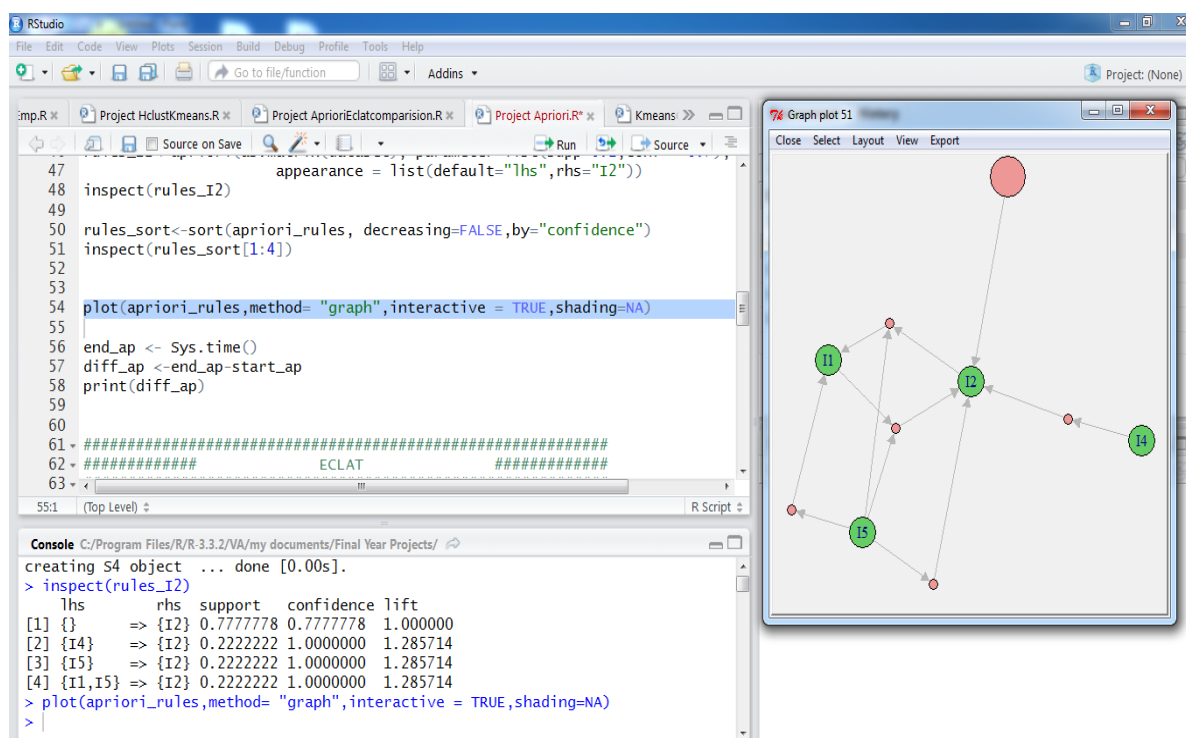 RStudio
File Edit Code View Plots Session Build Debug Profile Tools Help
Go to file/function Addins Project: (None)
mp.R Project HclustKmeans.R Project AprioriEclatcomparision.R Project Apriori.R* Kmeans
Source on Save Run Source
47 appearance = list(default="lhs",rhs="I2"))
48 inspect(rules_I2)
49
50 rules_sort<-sort(apriori_rules, decreasing=FALSE,by="confidence")
51 inspect(rules_sort[1:4])
52
53
54 plot(apriori_rules,method= "graph",interactive = TRUE,shading=NA)
55
56 end_ap <- Sys.time()
57 diff_ap <-end_ap-start_ap
58 print(diff_ap)
59
60
61 ##########################################################
62 ############# ECLAT #############
63
55:1 (Top Level) R Script
Console C:/Program Files/R/R-3.3.2/VA/my documents/Final Year Projects/
creating S4 object ... done [0.00s].
> inspect(rules_I2)
lhs rhs support confidence lift
[1] {} => {I2} 0.7777778 0.7777778 1.000000
[2] {I4} => {I2} 0.2222222 1.0000000 1.285714
[3] {I5} => {I2} 0.2222222 1.0000000 1.285714
[4] {I1,I5} => {I2} 0.2222222 1.0000000 1.285714
> plot(apriori_rules,method= "graph",interactive = TRUE,shading=NA)
>
Graph plot 51
Close Select Layout View Export
I1
I2
I4
I5